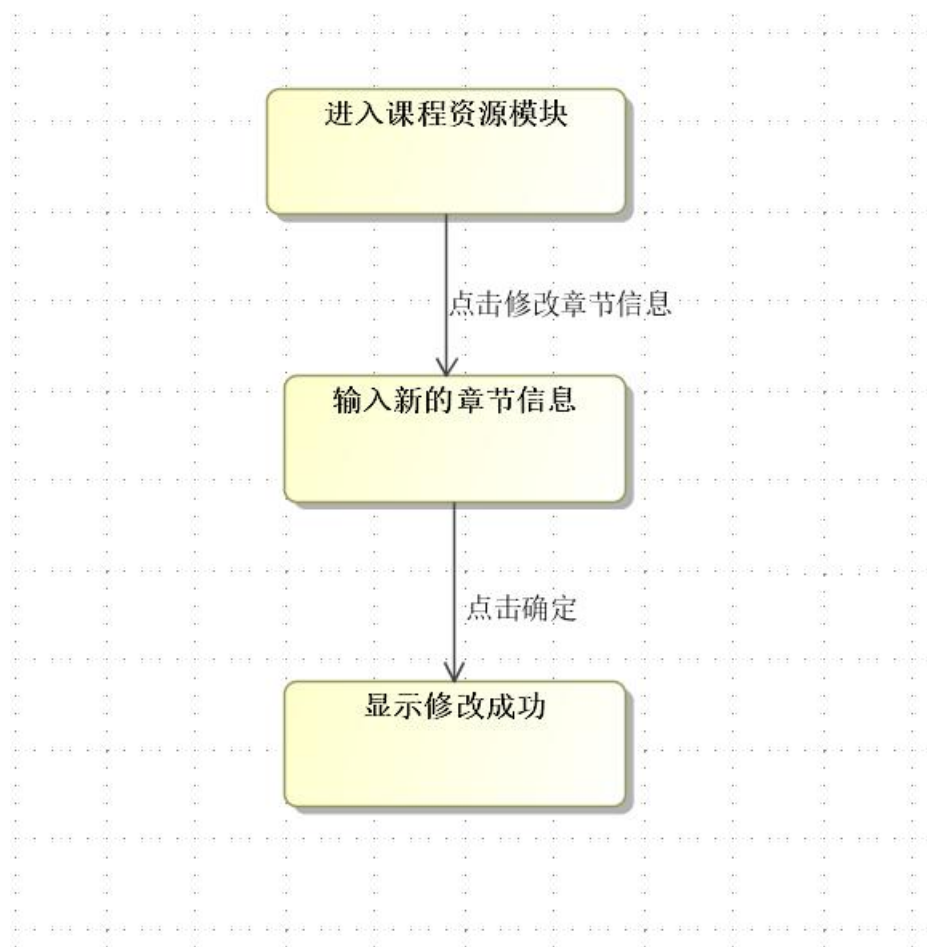 进入课程资源模块
点击修改章节信息
输入新的章节信息
点击确定
显示修改成功